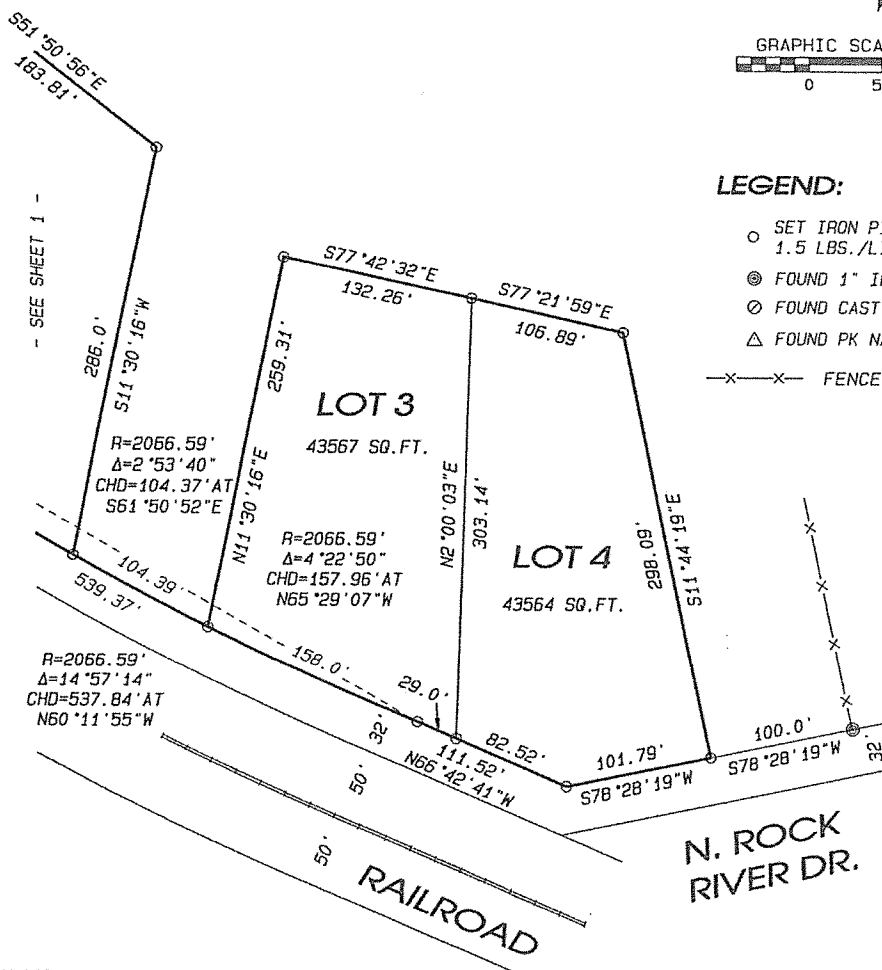 S51°50'56"E
183.81'
GRAPHIC SCA
0 5
- SEE SHEET 1 -
LEGEND:
SET IRON P
1.5 LBS./L
FOUND 1" I
FOUND CAST
FOUND PK N
FENCE
286.0'
S11°30'16"W
S77°42'32"E
132.26'
S77°21'59"E
106.89'
259.31'
N11°30'16"E
LOT 3
43567 SQ.FT.
R=2066.59'
Δ=2°53'40"
CHD=104.37'AT
S61°50'52"E
R=2066.59'
Δ=4°22'50"
CHD=157.96'AT
N65°29'07"W
N2°00'03"E
303.14'
LOT 4
43564 SQ.FT.
298.09'
S11°44'19"E
104.39'
539.37'
158.0'
29.0'
R=2066.59'
Δ=14°57'14"
CHD=537.84'AT
N60°11'55"W
32'
82.52'
111.52'
N66°42'41"W
101.79'
S78°28'19"W
100.0'
S78°28'19"W
32'
50'
50'
RAILROAD
N. ROCK
RIVER DR.